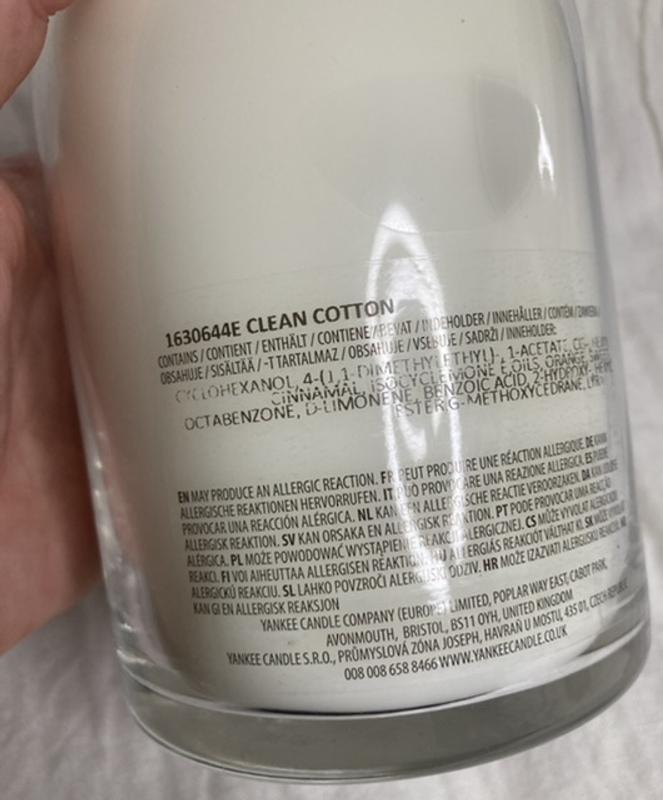 1630644E CLEAN COTTON
CONTAINS / CONTIENT / ENTHÄLT / CONTIENE / BEVAT / INDEHOLDER / INNEHÅLLER / CONTÉM /
OBSAHUJE / SISÄLTÄÄ / -T TARTALMAZ / OBSAHUJE / VSEBUJE / SADRŽI / INNEHOLDER:
CYCLOHEXANOL, 4-(1,1-DIMETHYLETHYL)-, 1-ACETATE, CIS-
CINNAMAL, ISOCYCLEMONE E, OILS, ORANGE, SWEET
OCTABENZONE, D-LIMONENE, BENZOIC ACID, 2-HYDROXY-
ESTER G-METHOXYCEDRANE,
EN MAY PRODUCE AN ALLERGIC REACTION. FR PEUT PRODUIRE UNE RÉACTION ALLERGIQUE. DE KANN
ALLERGISCHE REAKTIONEN HERVORRUFEN. IT PUÒ PROVOCARE UNA REAZIONE ALLERGICA. ES PUEDE
PROVOCAR UNA REACCIÓN ALÉRGICA. NL KAN EEN ALLERGISCHE REACTIE VEROORZAKEN. DA KAN UDLØSE
ALLERGISK REAKTION. SV KAN ORSAKA EN ALLERGISK REAKTION. PT PODE PROVOCAR UMA REACÇÃO
ALÉRGICA. PL MOŻE POWODOWAĆ WYSTĄPIENIE REAKCJI ALERGICZNEJ. CS MŮŽE VYVOLAT ALERGICKOU
REAKCI. FI VOI AIHEUTTAA ALLERGISEN REAKTION. HU ALLERGIÁS REAKCIÓT VÁLTHAT KI. SK MÔŽE VYVOLAŤ
ALERGICKÚ REAKCIU. SL LAHKO POVZROČI ALERGIJSKI ODZIV. HR MOŽE IZAZVATI ALERGIJSKU REAKCIJU. NO
KAN GI EN ALLERGISK REAKSJON
YANKEE CANDLE COMPANY (EUROPE) LIMITED, POPLAR WAY EAST, CABOT PARK,
AVONMOUTH, BRISTOL, BS11 0YH, UNITED KINGDOM
YANKEE CANDLE S.R.O., PRŮMYSLOVÁ ZÓNA JOSEPH, HAVRAŇ U MOSTU, 435 01, CZECH REPUBLIC
008 008 658 8466 WWW.YANKEECANDLE.CO.UK